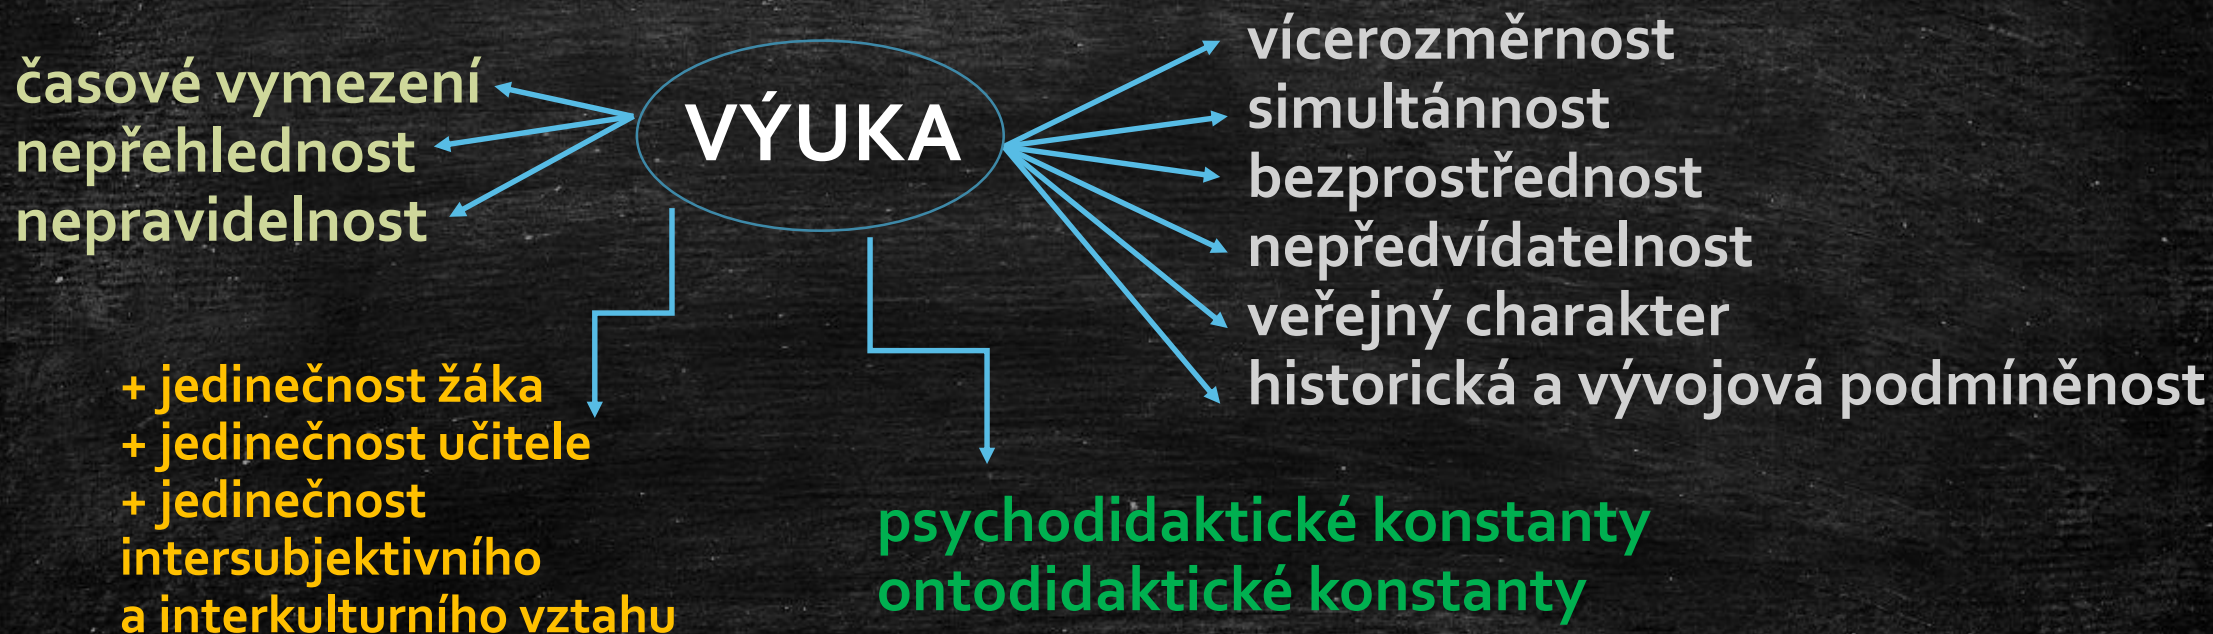 časové vymezení
nepřehlednost
nepravidelnost
VÝUKA
vícerozměrnost
simultánnost
bezprostřednost
nepředvídatelnost
veřejný charakter
historická a vývojová podmíněnost
+ jedinečnost žáka
+ jedinečnost učitele
+ jedinečnost
intersubjektivního
a interkulturního vztahu
psychodidaktické konstanty
ontodidaktické konstanty